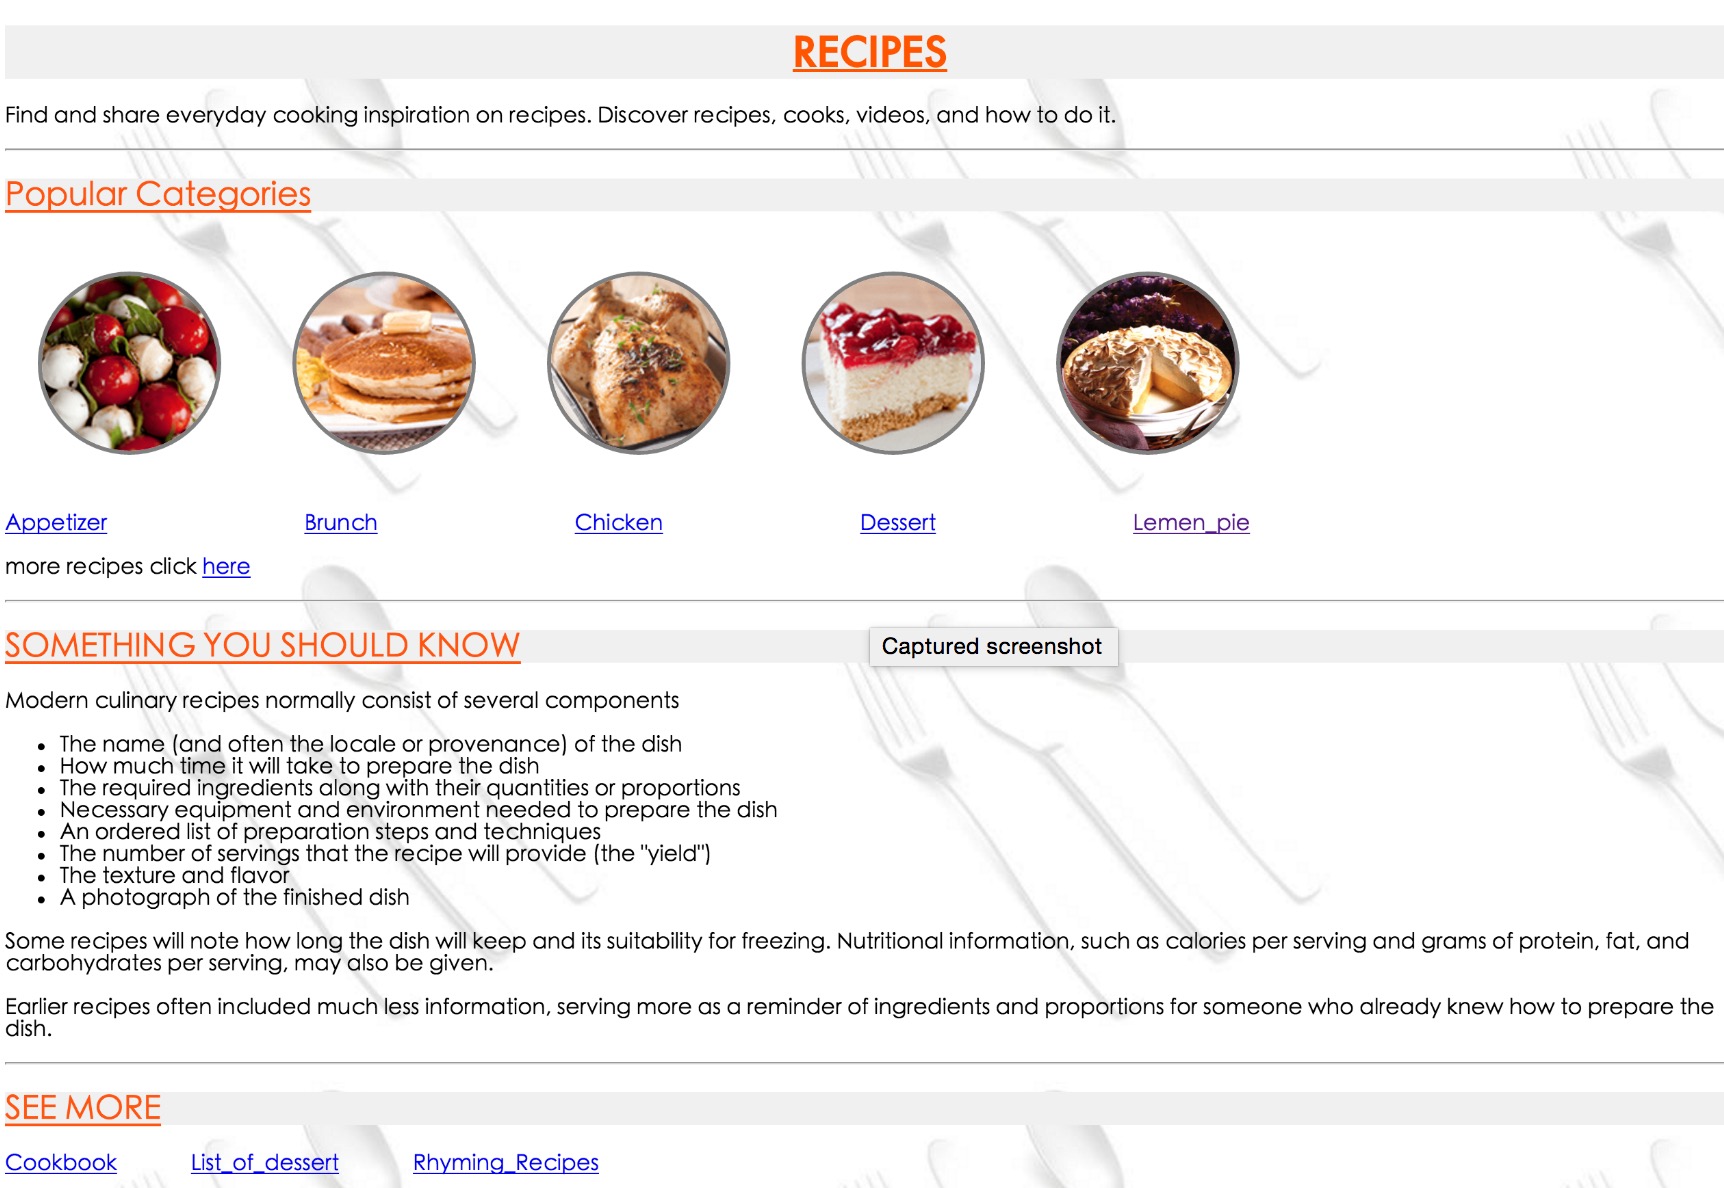 RECIPES
Find and share everyday cooking inspiration on recipes. Discover recipes, cooks, videos, and how to do it.
Popular Categories
Appetizer Brunch Chicken Dessert Lemen_pie
more recipes click here
SOMETHING YOU SHOULD KNOW
Captured screenshot
Modern culinary recipes normally consist of several components
• The name (and often the locale or provenance) of the dish
• How much time it will take to prepare the dish
• The required ingredients along with their quantities or proportions
• Necessary equipment and environment needed to prepare the dish
• An ordered list of preparation steps and techniques
• The number of servings that the recipe will provide (the "yield")
• The texture and flavor
• A photograph of the finished dish
Some recipes will note how long the dish will keep and its suitability for freezing. Nutritional information, such as calories per serving and grams of protein, fat, and
carbohydrates per serving, may also be given.
Earlier recipes often included much less information, serving more as a reminder of ingredients and proportions for someone who already knew how to prepare the
dish.
SEE MORE
Cookbook List_of_dessert Rhyming_Recipes